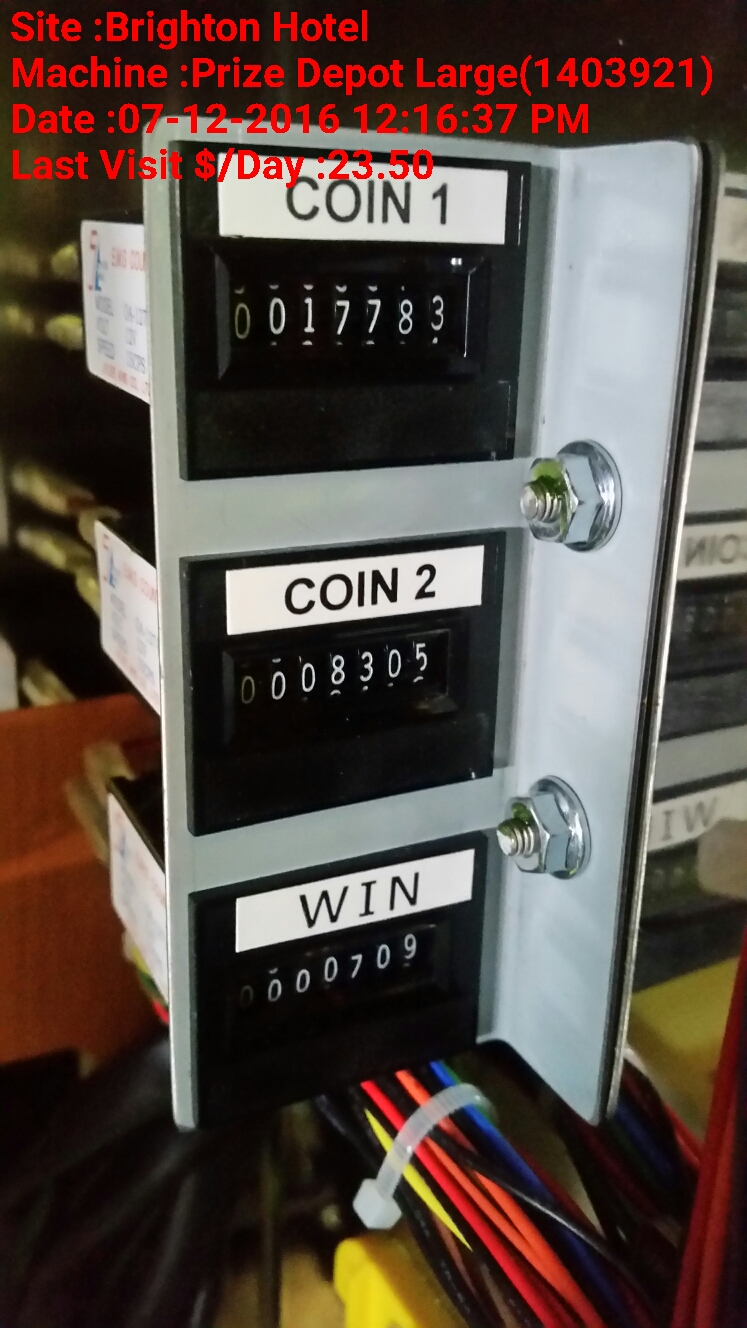 Site :Brighton Hotel
Machine :Prize Depot Large(1403921)
Date :07-12-2016 12:16:37 PM
Last Visit $/Day :23.50
COIN 1
0017783
COIN 2
0008305
WIN
0000709